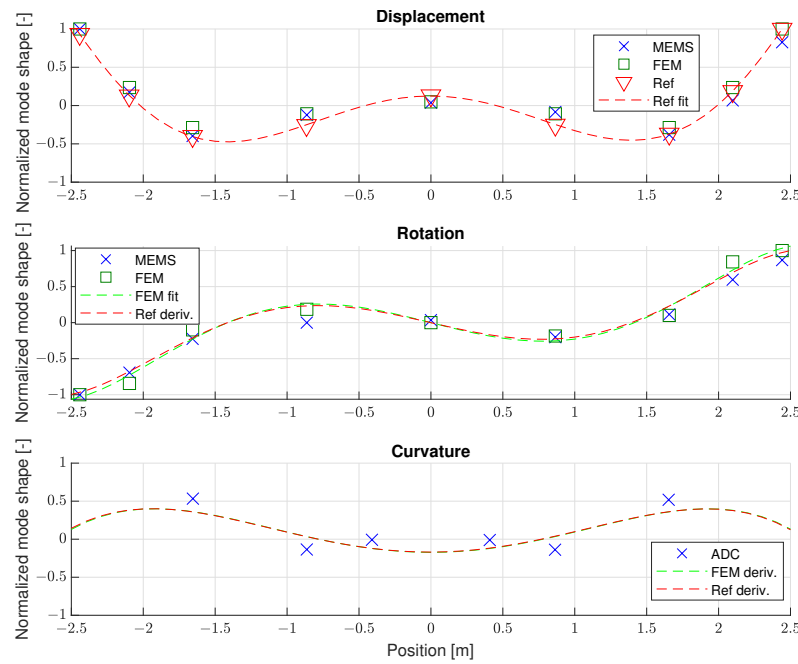 Displacement
Normalized mode shape [-]
1
0.5
0
−0.5
−1
MEMS
FEM
Ref
Ref fit
−2.5 −2 −1.5 −1 −0.5 0 0.5 1 1.5 2 2.5
Rotation
Normalized mode shape [-]
1
0.5
0
−0.5
−1
MEMS
FEM
FEM fit
Ref deriv.
−2.5 −2 −1.5 −1 −0.5 0 0.5 1 1.5 2 2.5
Curvature
Normalized mode shape [-]
1
0.5
0
−0.5
−1
ADC
FEM deriv.
Ref deriv.
−2.5 −2 −1.5 −1 −0.5 0 0.5 1 1.5 2 2.5
Position [m]